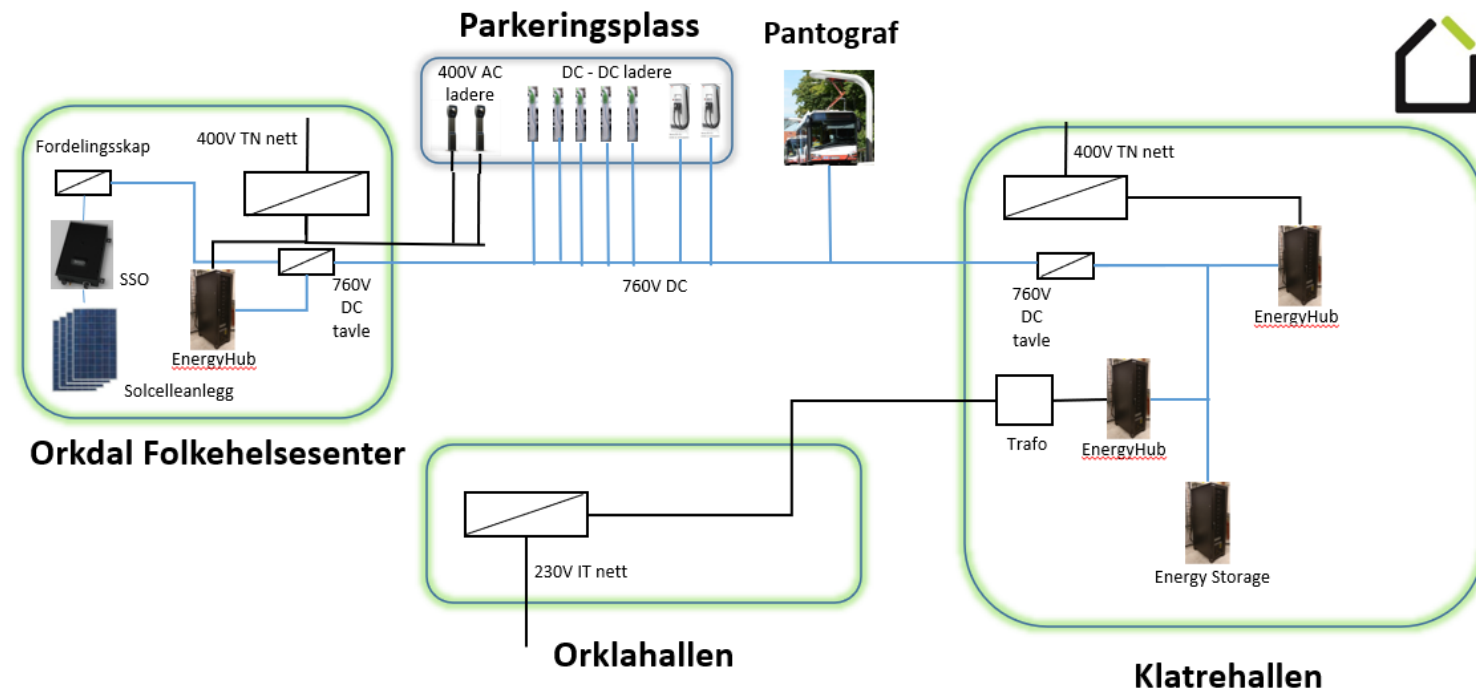 Parkeringsplass
Pantograf
400V AC
ladere
DC - DC ladere
Fordelingsskap
400V TN nett
SSO
EnergyHub
Solcelleanlegg
760V
DC
tavle
760V DC
Orkdal Folkehelsesenter
400V TN nett
760V
DC
tavle
EnergyHub
Trafo
EnergyHub
Energy Storage
230V IT nett
Orklahallen
Klatrehallen